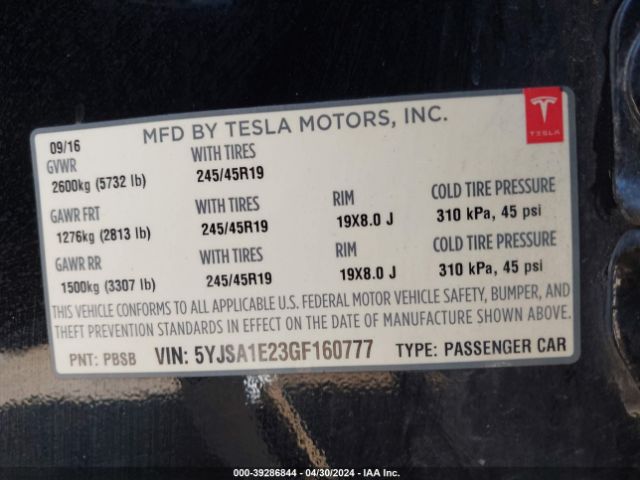 MFD BY TESLA MOTORS, INC.
TESLA
09/16
GVWR WITH TIRES
2600kg (5732 lb) 245/45R19
GAWR FRT WITH TIRES RIM COLD TIRE PRESSURE
1276kg (2813 lb) 245/45R19 19X8.0 J 310 kPa, 45 psi
GAWR RR WITH TIRES RIM COLD TIRE PRESSURE
1500kg (3307 lb) 245/45R19 19X8.0 J 310 kPa, 45 psi
THIS VEHICLE CONFORMS TO ALL APPLICABLE U.S. FEDERAL MOTOR VEHICLE SAFETY, BUMPER, AND
THEFT PREVENTION STANDARDS IN EFFECT ON THE DATE OF MANUFACTURE SHOWN ABOVE.
PNT: PBSB VIN: 5YJSA1E23GF160777 TYPE: PASSENGER CAR
000-39286844 - 04/30/2024 - IAA Inc.